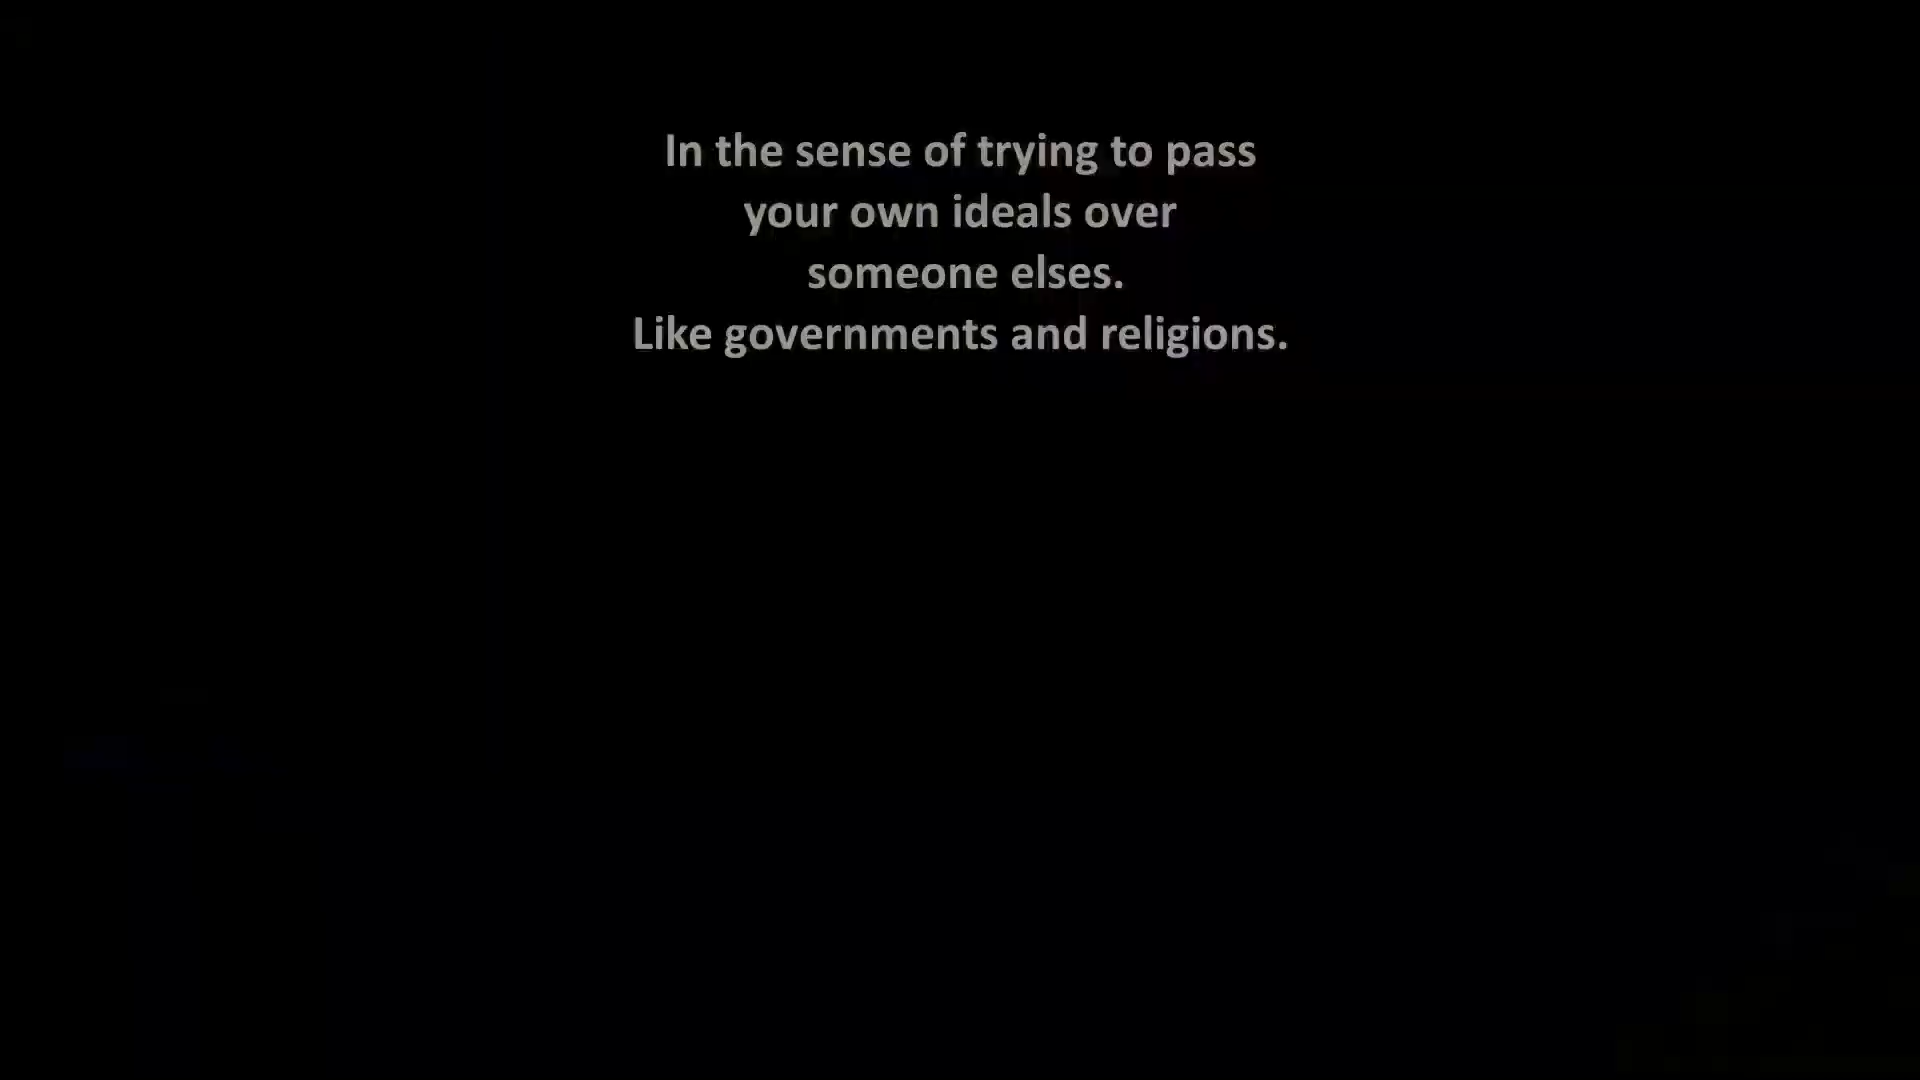 In the sense of trying to pass
your own ideals over
someone elses.
Like governments and religions.